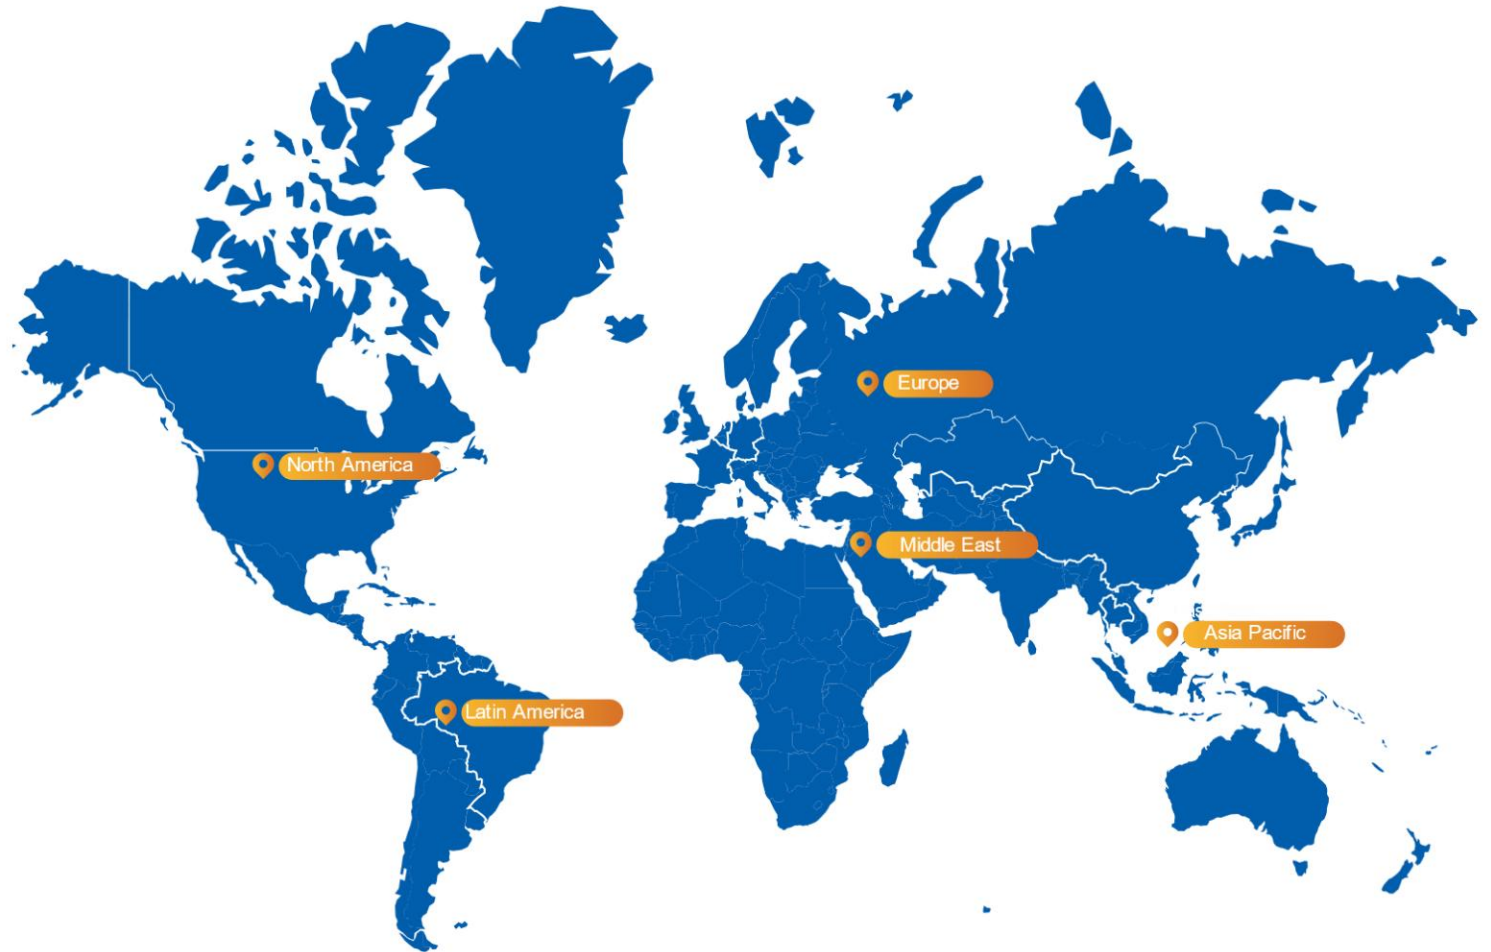 Europe
North America
Middle East
Asia Pacific
Latin America